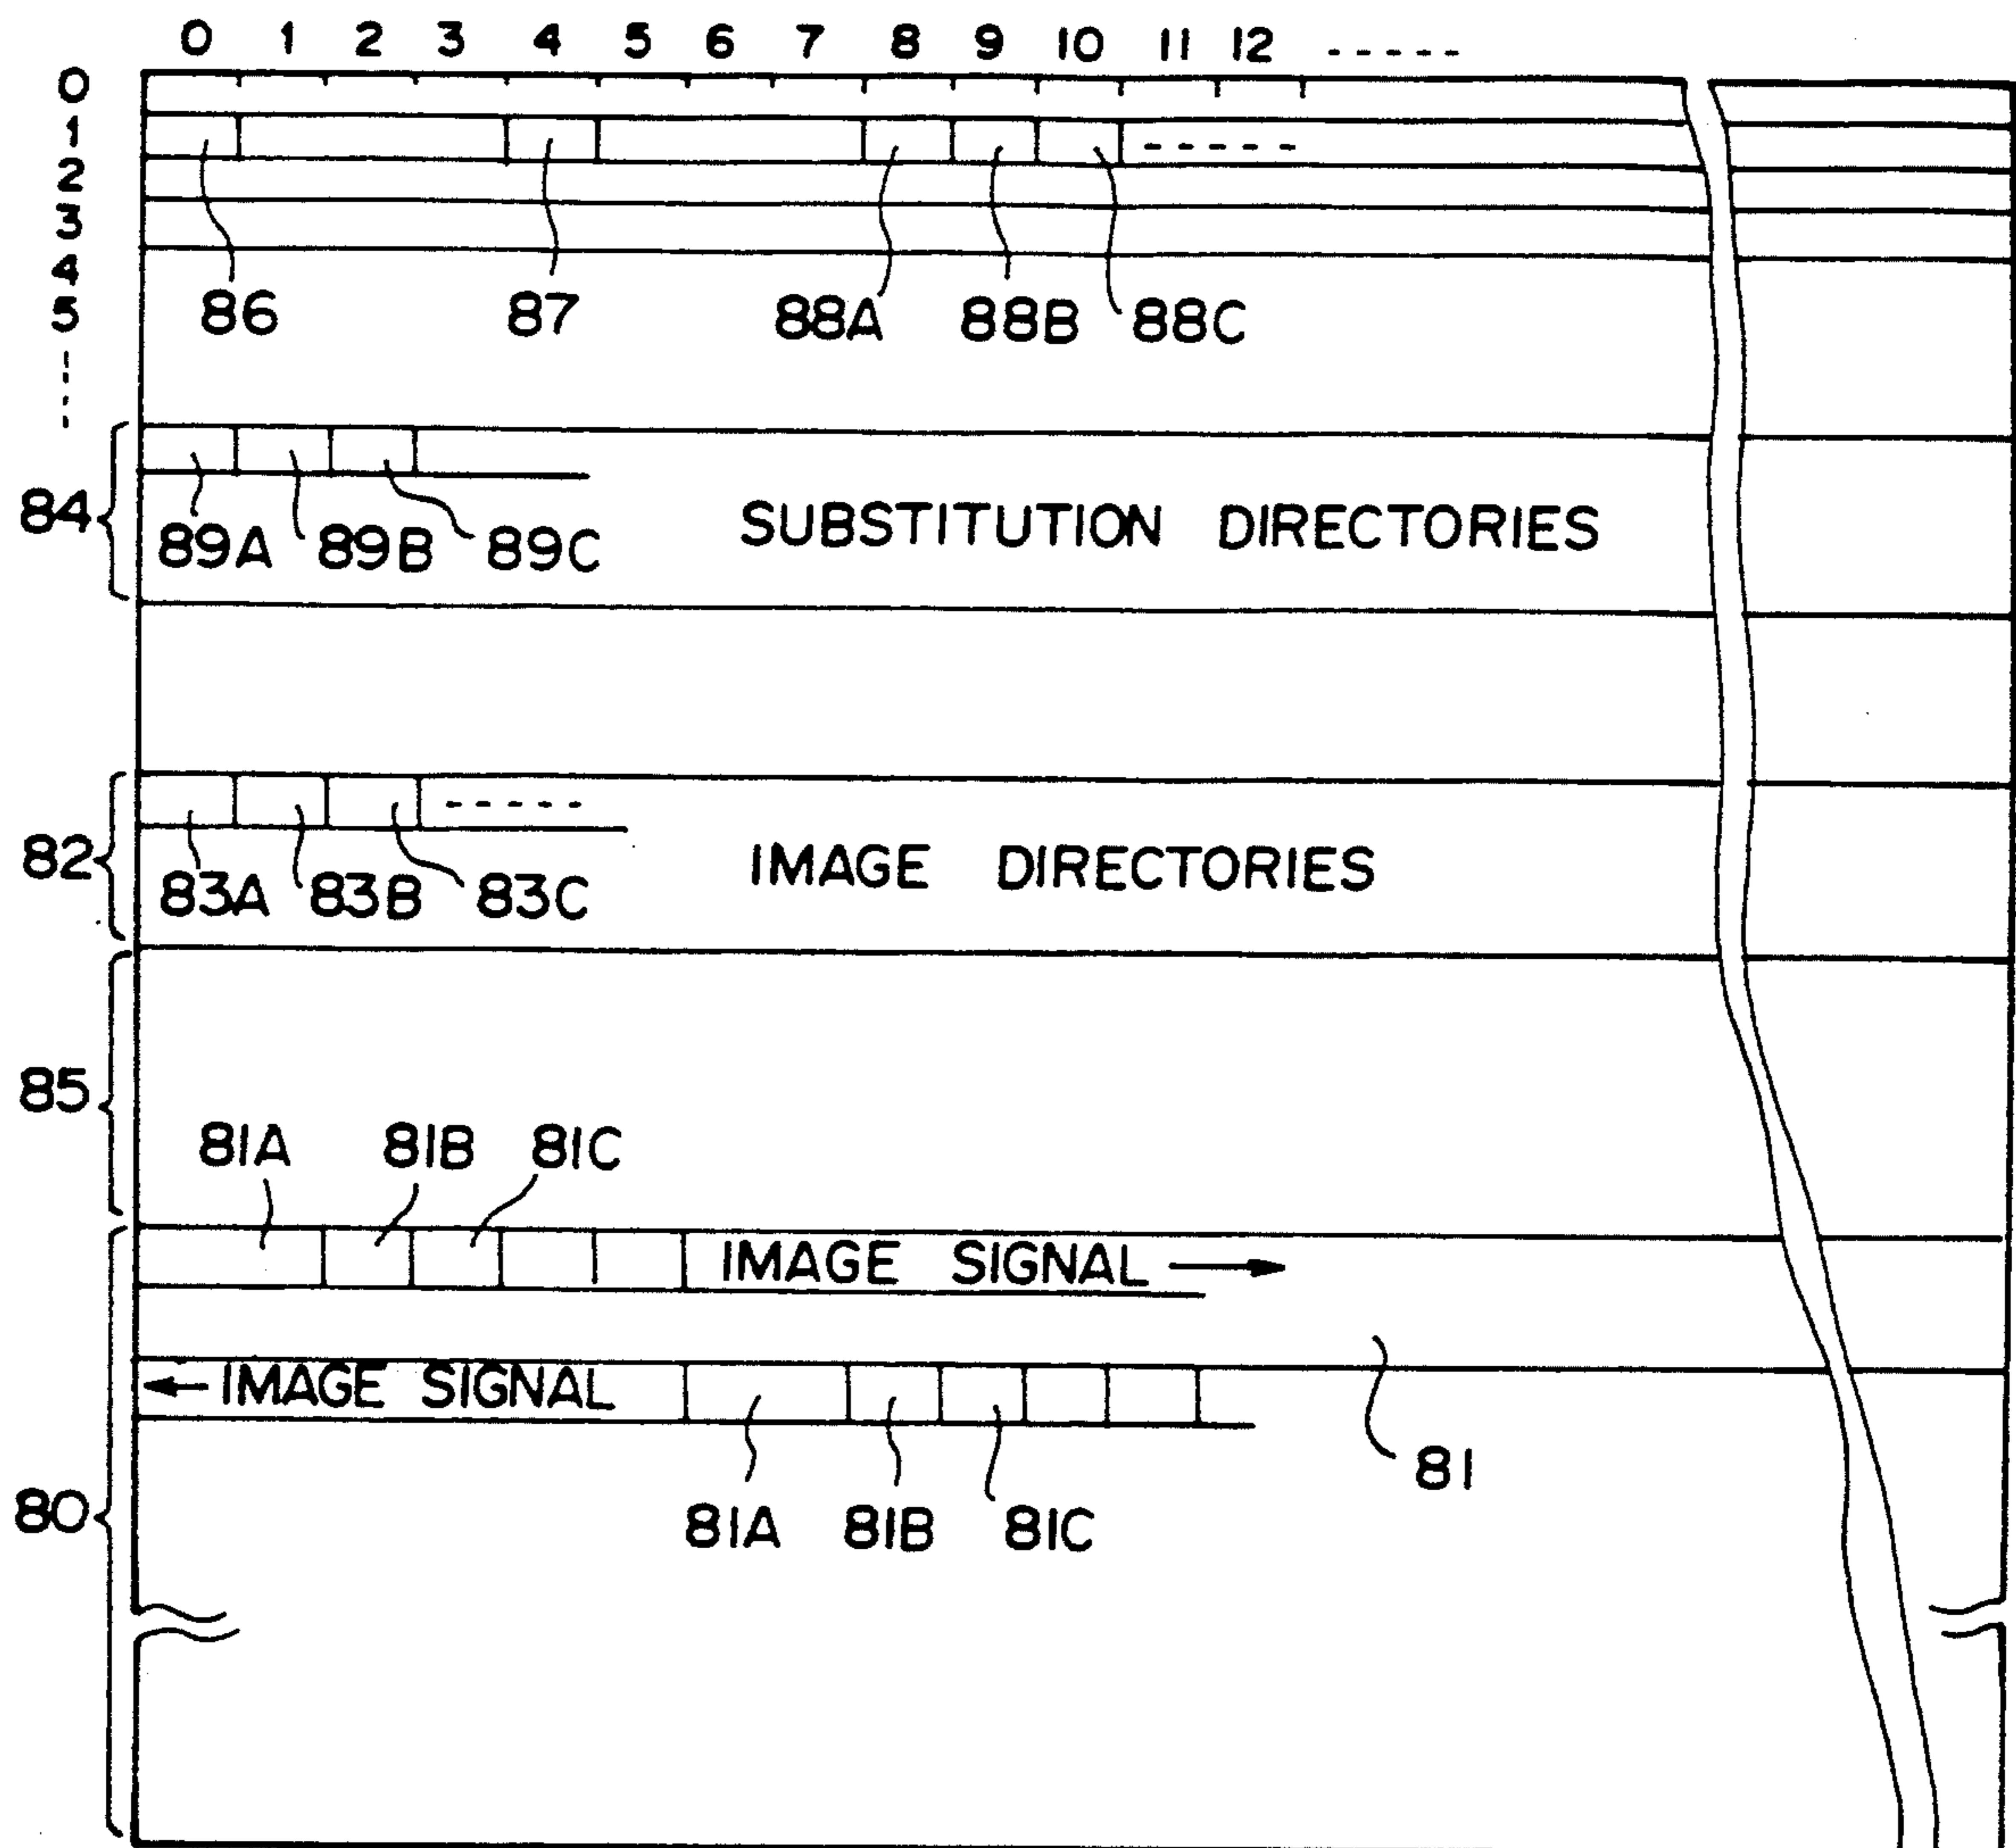 0 1 2 3 4 5 6 7 8 9 10 11 12 -----
0
1
-----
2
3
4
5
86 87 88A 88B 88C
84
SUBSTITUTION DIRECTORIES
89A 89B 89C
-----
82
IMAGE DIRECTORIES
83A 83B 83C
85
81A 81B 81C
IMAGE SIGNAL →
← IMAGE SIGNAL
81
80
81A 81B 81C